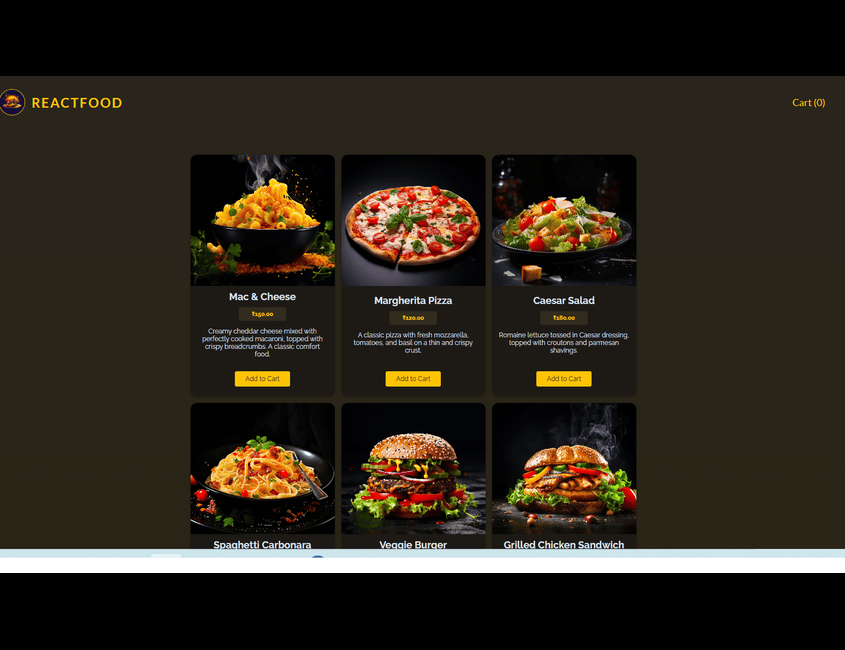 REACTFOOD
Cart (0)
Mac & Cheese
₹150.00
Creamy cheddar cheese mixed with
perfectly cooked macaroni, topped with
crispy breadcrumbs. A classic comfort
food.
Add to Cart
Margherita Pizza
₹120.00
A classic pizza with fresh mozzarella,
tomatoes, and basil on a thin and crispy
crust.
Add to Cart
Caesar Salad
₹180.00
Romaine lettuce tossed in Caesar dressing,
topped with croutons and parmesan
shavings.
Add to Cart
Spaghetti Carbonara
Veggie Burger
Grilled Chicken Sandwich